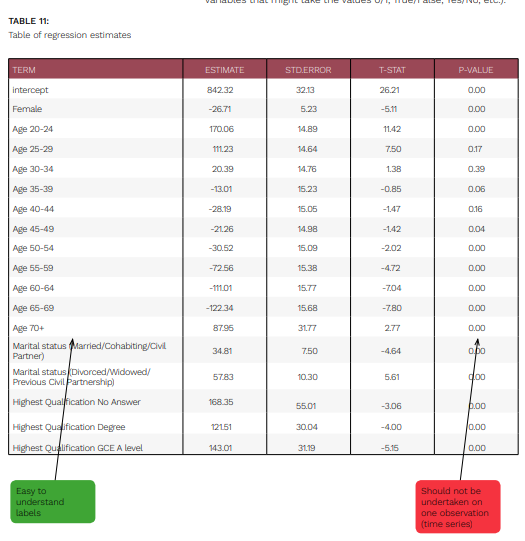 variables that might take the values 0/1, True/False, Yes/No, etc.).
TABLE 11:
Table of regression estimates
TERM ESTIMATE STD.ERROR T-STAT P-VALUE
intercept 842.32 32.13 26.21 0.00
Female -26.71 5.23 -5.11 0.00
Age 20-24 170.06 14.89 11.42 0.00
Age 25-29 111.23 14.64 7.50 0.17
Age 30-34 20.39 14.76 1.38 0.39
Age 35-39 -13.01 15.23 -0.85 0.06
Age 40-44 -28.19 15.05 -1.47 0.16
Age 45-49 -21.26 14.98 -1.42 0.04
Age 50-54 -30.52 15.09 -2.02 0.00
Age 55-59 -72.56 15.38 -4.72 0.00
Age 60-64 -111.01 15.77 -7.04 0.00
Age 65-69 -122.34 15.68 -7.80 0.00
Age 70+ 87.95 31.77 2.77 0.00
Marital status (Married/Cohabiting/Civil
Partner) 34.81 7.50 -4.64 0.00
Marital status (Divorced/Widowed/
Previous Civil Partnership) 57.83 10.30 5.61 0.00
Highest Qualification No Answer 168.35 55.01 -3.06 0.00
Highest Qualification Degree 121.51 30.04 -4.00 0.00
Highest Qualification GCE A level 143.01 31.19 -5.15 0.00
Easy to
understand
labels
Should not be
undertaken on
one observation
(time series)